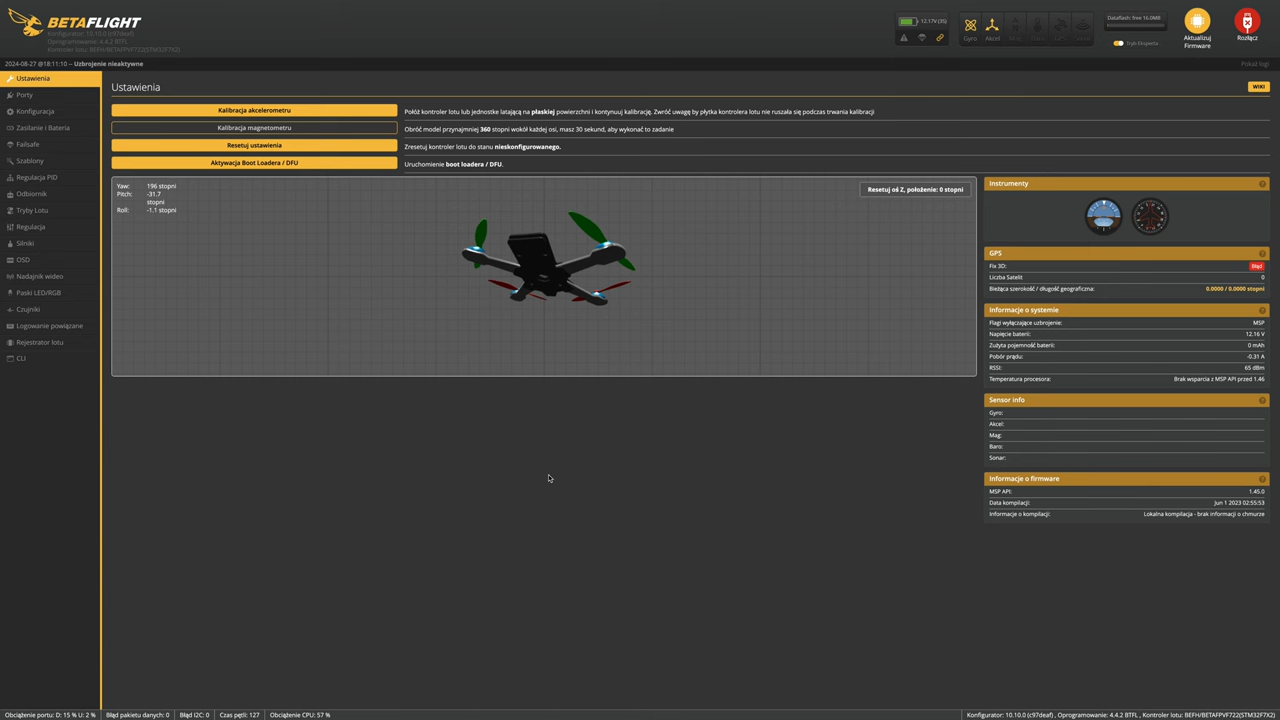 BETAFLIGHT
Konfigurator: 10.10.0 (c97deaf)
Oprogramowanie: 4.4.2 BTFL
Kontroler lotu: BEFH/BETAFPVF722(STM32F7X2)
12.17V (3S)
Gyro
Akcel
Dataflash: free 16.0MB
Tryb Eksperta
Aktualizuj
Firmware
Rozłącz
2024-08-27 @18:11:10 -- Uzbrojenie nieaktywne
Pokaż logi
Ustawienia
Porty
Konfiguracja
Zasilanie i Bateria
Failsafe
Szablony
Regulacja PID
Odbiornik
Tryby Lotu
Regulacja
Silniki
OSD
Nadajnik wideo
Paski LED/RGB
Czujniki
Logowanie powiązane
Rejestrator lotu
CLI
Ustawienia
WIKI
Kalibracja akcelerometru
Połóż kontroler lotu lub jednostke latającą na płaskiej powierzchni i kontynuuj kalibrację. Zwróć uwagę by płytka kontrolera lotu nie ruszała się podczas trwania kalibracji
Kalibracja magnetometru
Obróć model przynajmniej 360 stopni wokół każdej osi, masz 30 sekund, aby wykonać to zadanie
Resetuj ustawienia
Zresetuj kontroler lotu do stanu nieskonfigurowanego.
Aktywacja Boot Loadera / DFU
Uruchomienie boot loadera / DFU.
Yaw: 196 stopni
Pitch: -31.7
stopni
Roll: -1.1 stopni
Resetuj oś Z, położenie: 0 stopni
Instrumenty
GPS
Fix 3D: Błąd
Liczba Satelit 0
Bieżąca szerokość / długość geograficzna: 0.0000 / 0.0000 stopni
Informacje o systemie
Flagi wyłączające uzbrojenie: MSP
Napięcie baterii: 12.16 V
Zużyta pojemność baterii: 0 mAh
Pobór prądu: -0.31 A
RSSI: 65 dBm
Temperatura procesora: Brak wsparcia z MSP API przed 1.46
Sensor info
Gyro:
Akcel:
Mag:
Baro:
Sonar:
Informacje o firmware
MSP API: 1.45.0
Data kompilacji: Jun 1 2023 02:55:53
Informacje o kompilacji: Lokalna kompilacja - brak informacji o chmurze
Obciążenie portu: D: 15 % U: 2 %
Błąd pakietu danych: 0
Błąd I2C: 0
Czas pętli: 127
Obciążenie CPU: 57 %
Konfigurator: 10.10.0 (c97deaf), Oprogramowanie: 4.4.2 BTFL, Kontroler lotu: BEFH/BETAFPVF722(STM32F7X2)